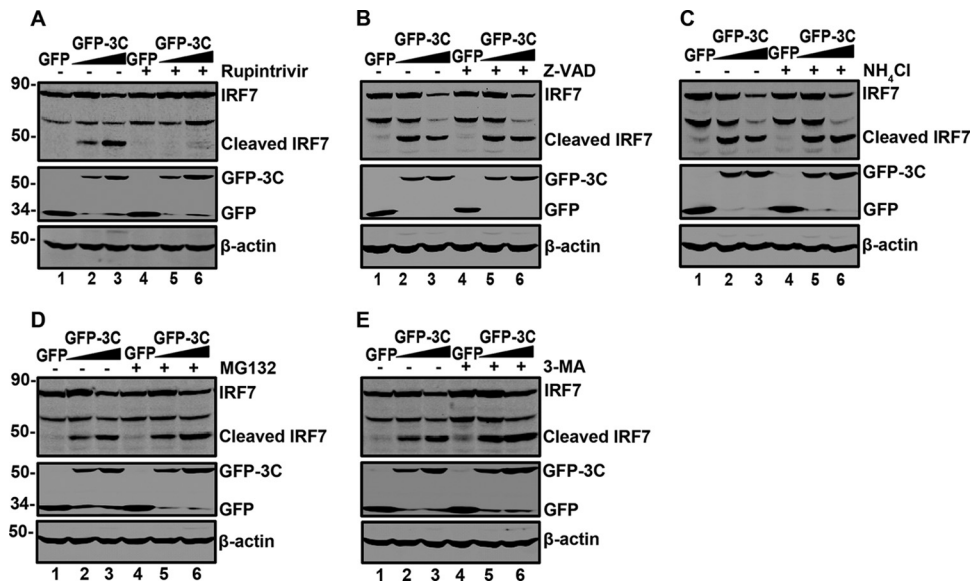 A
GFP-3C
GFP GFP
- - - + + + Rupintrivir
90-
IRF7
50-
Cleaved IRF7
50-
GFP-3C
34-
GFP
50-
β-actin
1 2 3 4 5 6
B
GFP-3C GFP-3C
GFP GFP
- - - + + + Z-VAD
IRF7
Cleaved IRF7
GFP-3C
GFP
β-actin
1 2 3 4 5 6
C
GFP-3C GFP-3C
GFP GFP
- - - + + + NH4Cl
IRF7
Cleaved IRF7
GFP-3C
GFP
β-actin
1 2 3 4 5 6
D
GFP-3C GFP-3C
GFP GFP
- - - + + + MG132
90-
IRF7
50-
Cleaved IRF7
50-
GFP-3C
34-
GFP
50-
β-actin
1 2 3 4 5 6
E
GFP-3C GFP-3C
GFP GFP
- - - + + + 3-MA
IRF7
Cleaved IRF7
GFP-3C
GFP
β-actin
1 2 3 4 5 6